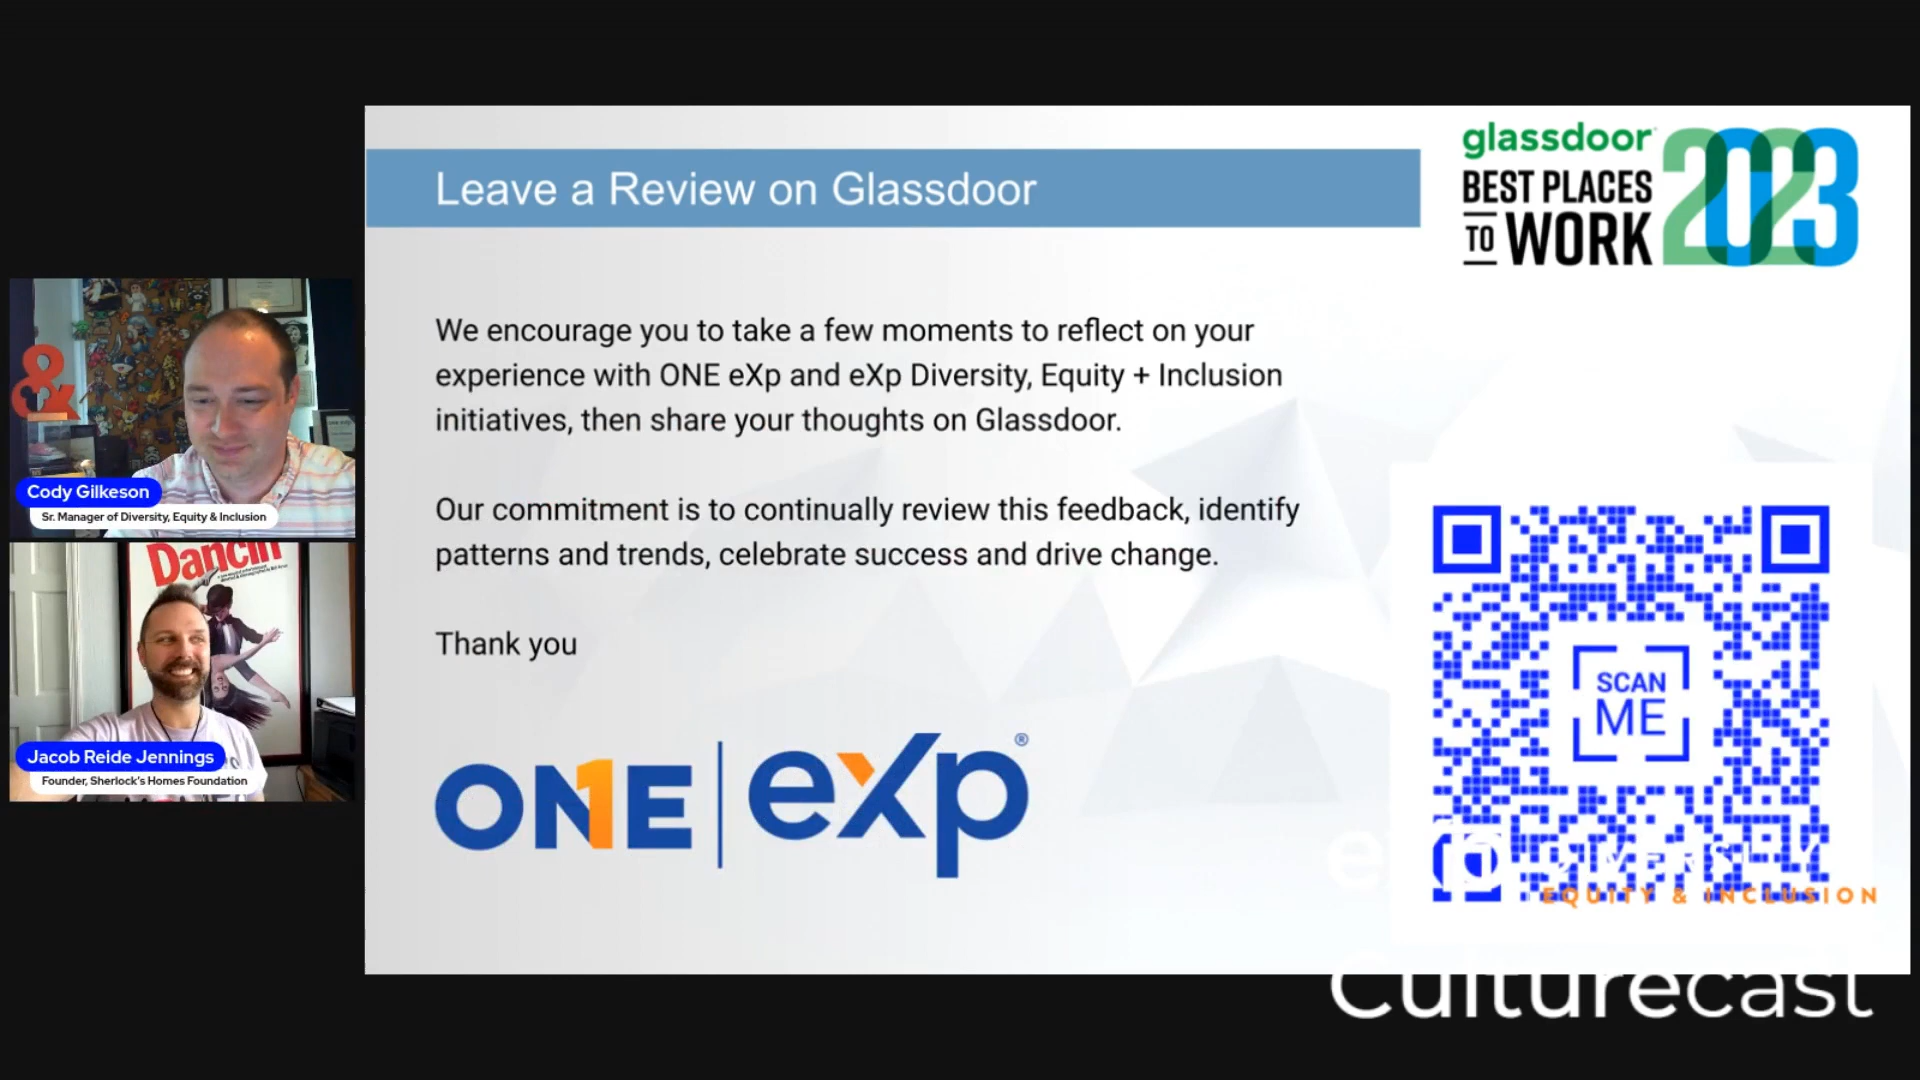 Leave a Review on Glassdoor
glassdoor
BEST PLACES
TO WORK
2023
We encourage you to take a few moments to reflect on your
experience with ONE eXp and eXp Diversity, Equity + Inclusion
initiatives, then share your thoughts on Glassdoor.
Our commitment is to continually review this feedback, identify
patterns and trends, celebrate success and drive change.
Thank you
ONE | eXp®
SCAN
ME
EQUITY & INCLUSION
Culturecast
Cody Gilkeson
Sr. Manager of Diversity, Equity & Inclusion
Dancin'
Jacob Reide Jennings
Founder, Sherlock's Homes Foundation